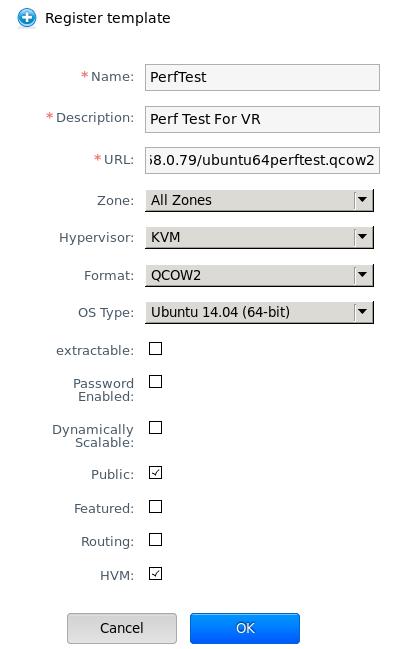 Register template
*Name: PerfTest
*Description: Perf Test For VR
*URL: 8.0.79/ubuntu64perftest.qcow2
Zone: All Zones
Hypervisor: KVM
Format: QCOW2
OS Type: Ubuntu 14.04 (64-bit)
extractable:
Password
Enabled:
Dynamically
Scalable:
Public:
Featured:
Routing:
HVM:
Cancel OK